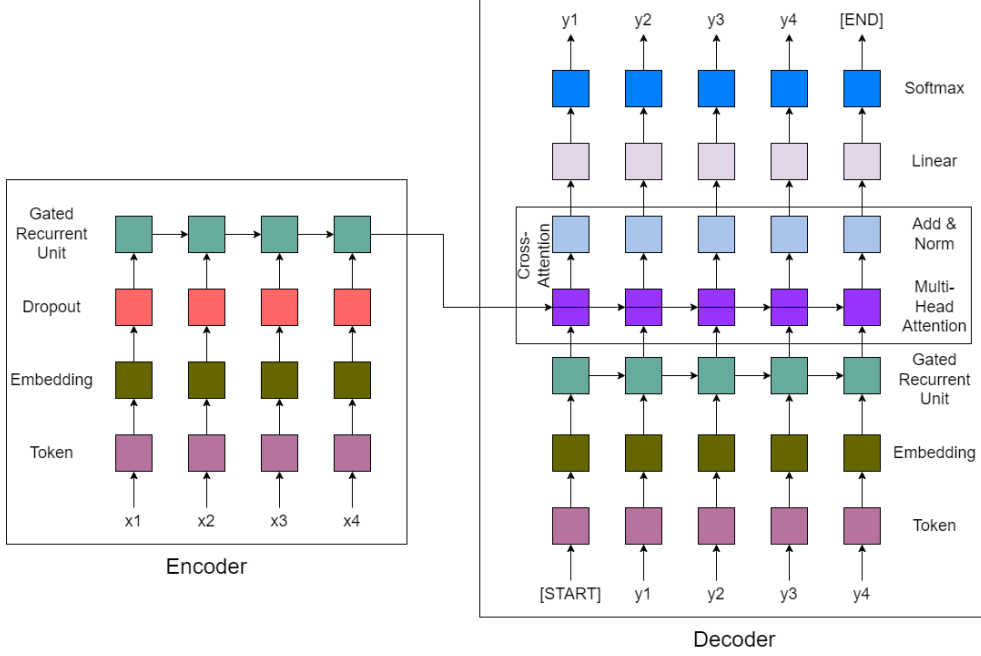 y1 y2 y3 y4 [END]
Softmax
Linear
Gated
Recurrent
Unit
Dropout
Embedding
Token
x1 x2 x3 x4
Encoder
Cross-
Attention
Add &
Norm
Multi-
Head
Attention
Gated
Recurrent
Unit
Embedding
Token
[START] y1 y2 y3 y4
Decoder